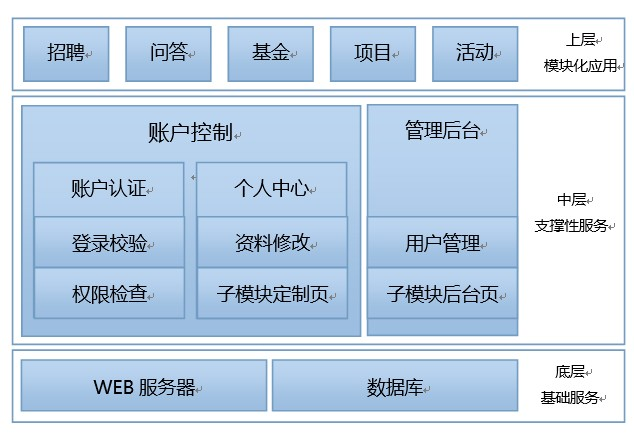 招聘 问答 基金 项目 活动
上层
模块化应用
账户控制 管理后台
账户认证 个人中心
登录校验 资料修改 用户管理
权限检查 子模块定制页 子模块后台页
中层
支撑性服务
WEB 服务器 数据库
底层
基础服务